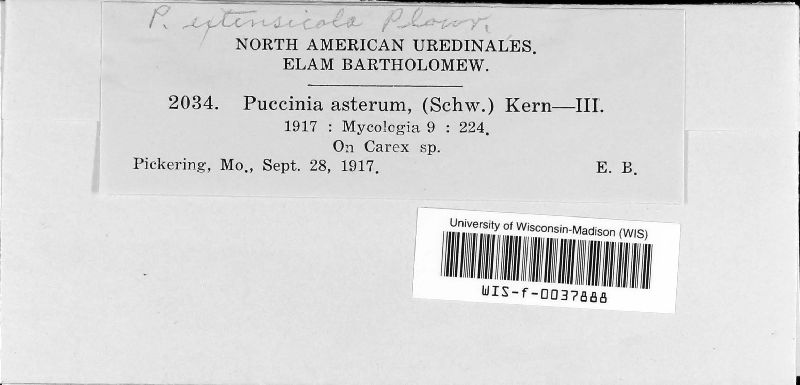 P. extensicola Plowr.
NORTH AMERICAN UREDINALES.
ELAM BARTHOLOMEW.
2034. Puccinia asterum, (Schw.) Kern—III.
1917 : Mycologia 9 : 224.
On Carex sp.
Pickering, Mo., Sept. 28, 1917. E. B.
University of Wisconsin-Madison (WIS)
WIS-f-0037888